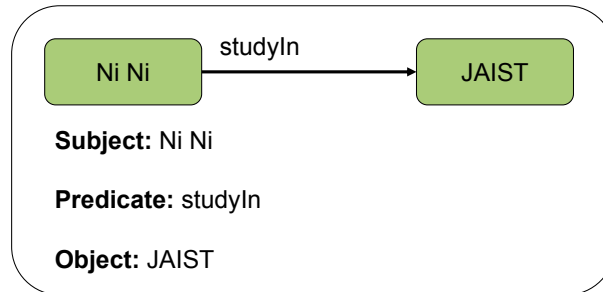 studyIn
Ni Ni
JAIST
Subject: Ni Ni
Predicate: studyIn
Object: JAIST